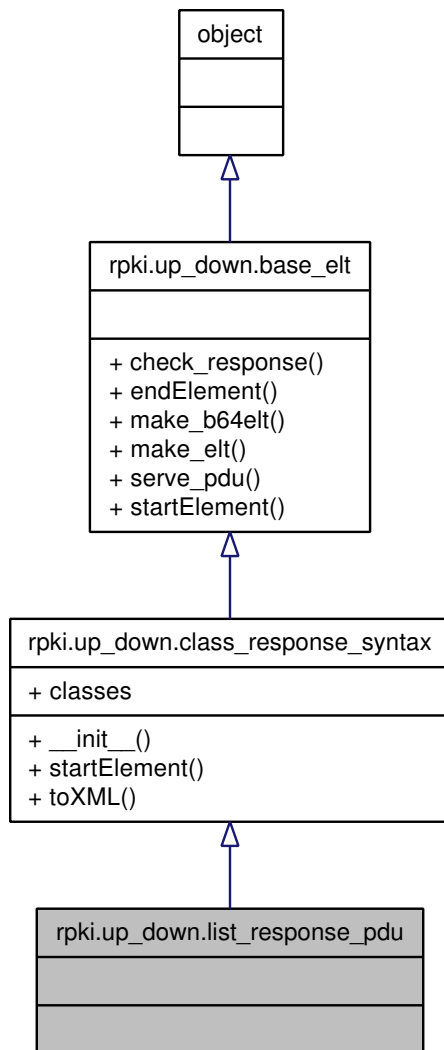 object
rpki.up_down.base_elt
+ check_response()
+ endElement()
+ make_b64elt()
+ make_elt()
+ serve_pdu()
+ startElement()
rpki.up_down.class_response_syntax
+ classes
+ __init__()
+ startElement()
+ toXML()
rpki.up_down.list_response_pdu